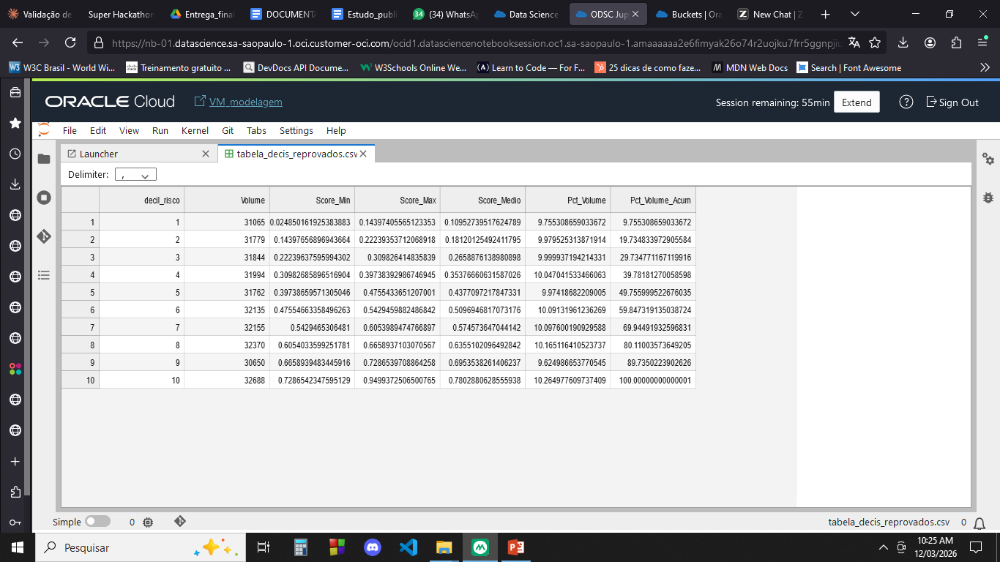 Validação de
Super Hackathon
Entrega_final
DOCUMENTA
Estudo_publi
(34) WhatsAp
Data Science
ODSC Jup
Buckets | Ora
New Chat | Z
https://nb-01.datascience.sa-saopaulo-1.oci.customer-oci.com/ocid1.datasciencenotebooksession.oc1.sa-saopaulo-1.amaaaaaa2e6fimyak26o74r2uojku7frr5ggnpjiu
W3C Brasil - World Wi...
Treinamento gratuito ...
DevDocs API Docume...
W3Schools Online We...
Learn to Code — For F...
25 dicas de como faze...
MDN Web Docs
Search | Font Awesome
ORACLE Cloud
VM_modelagem
Session remaining: 55min
Extend
Sign Out
File Edit View Run Kernel Git Tabs Settings Help
Launcher
tabela_decis_reprovados.csv
Delimiter: ,
decil_risco Volume Score_Min Score_Max Score_Medio Pct_Volume Pct_Volume_Acum
1 1 31065 0.024850161925383883 0.14397405565123353 0.10952739517624789 9.755308659033672 9.755308659033672
2 2 31779 0.14397656896943664 0.22239353712068918 0.18120125492411795 9.979525313871914 19.734833972905584
3 3 31844 0.22239637595994302 0.309826414835839 0.2658876138980898 9.999937194214331 29.734771167119916
4 4 31994 0.30982685896516904 0.39738392986746945 0.35376660631587026 10.047041533466063 39.78181270058598
5 5 31762 0.39738659571305046 0.4755433651207001 0.4377097217847331 9.97418682209005 49.755999522676035
6 6 32135 0.47554663358496263 0.5429459882486842 0.5096946817073176 10.09131961236269 59.847319135038724
7 7 32155 0.5429465306481 0.6053989474766897 0.574573647044142 10.097600190929588 69.94491932596831
8 8 32370 0.6054033599251781 0.6658937103070567 0.6355102096492842 10.165116410523737 80.11003573649205
9 9 30650 0.6658939483445916 0.7286539708864258 0.6953538261406237 9.624986653770545 89.7350223902626
10 10 32688 0.7286542347595129 0.9499372506500765 0.7802880628555938 10.264977609737409 100.00000000000001
Simple
0
tabela_decis_reprovados.csv
0
Pesquisar
10:25 AM
12/03/2026